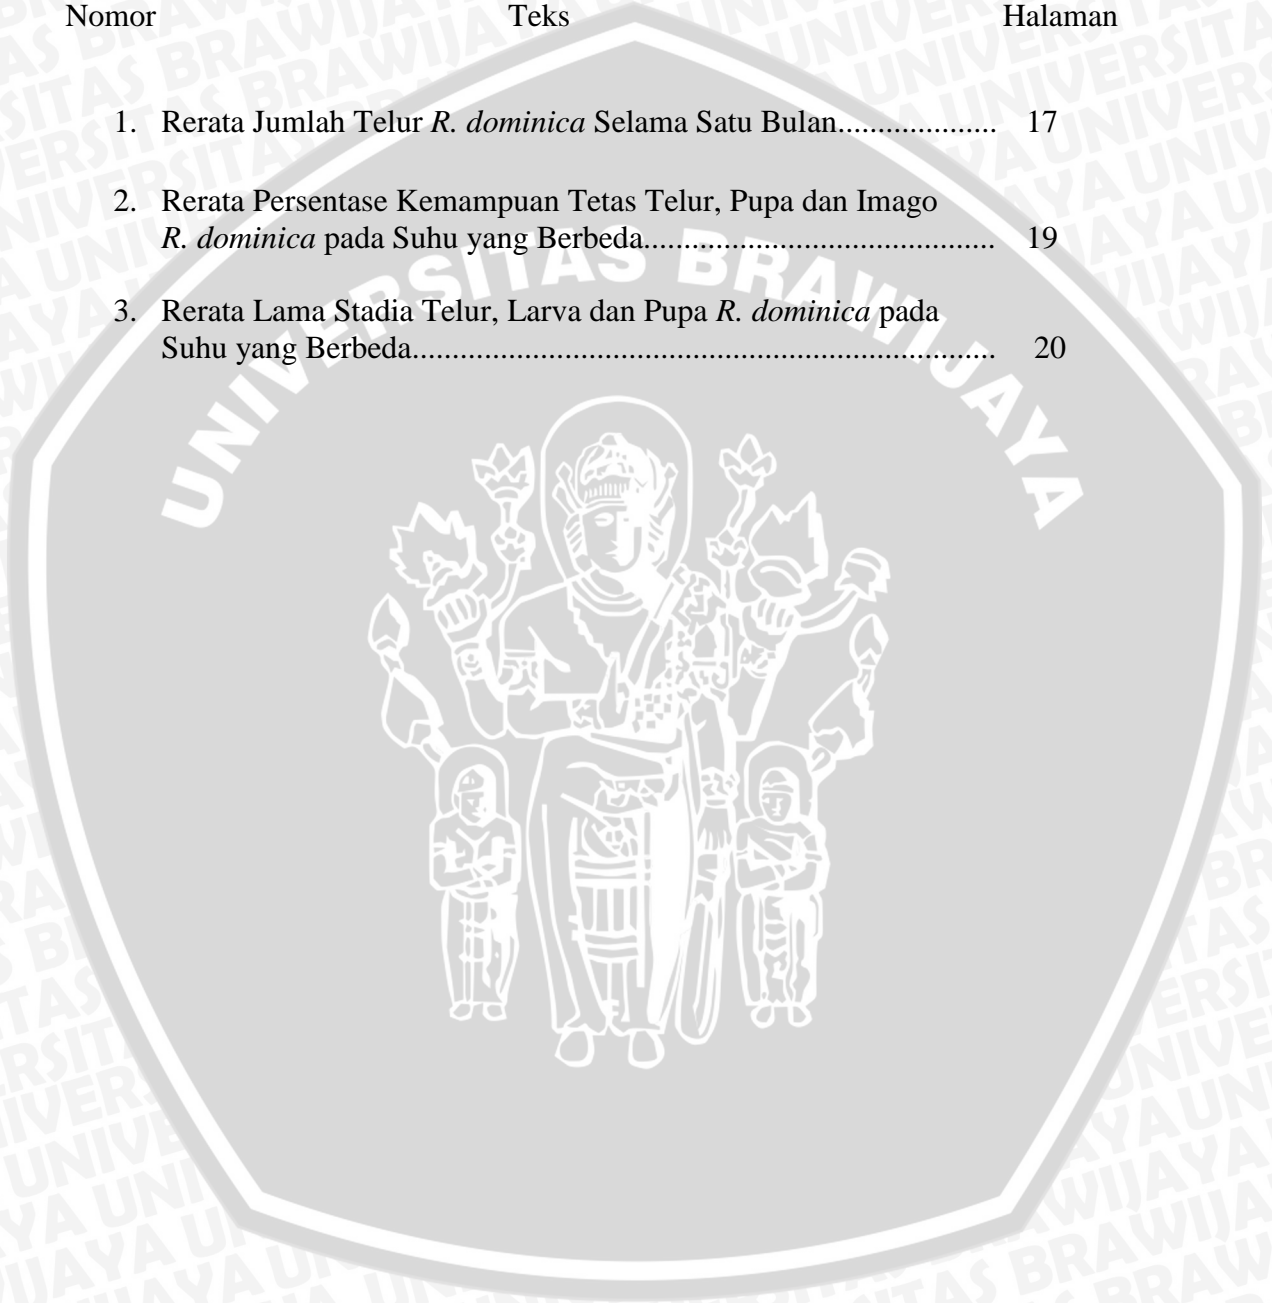 Nomor Teks Halaman
1. Rerata Jumlah Telur R. dominica Selama Satu Bulan.................... 17
2. Rerata Persentase Kemampuan Tetas Telur, Pupa dan Imago
R. dominica pada Suhu yang Berbeda............................................ 19
3. Rerata Lama Stadia Telur, Larva dan Pupa R. dominica pada
Suhu yang Berbeda......................................................................... 20
UNIVERSITAS BRAWIJAYA